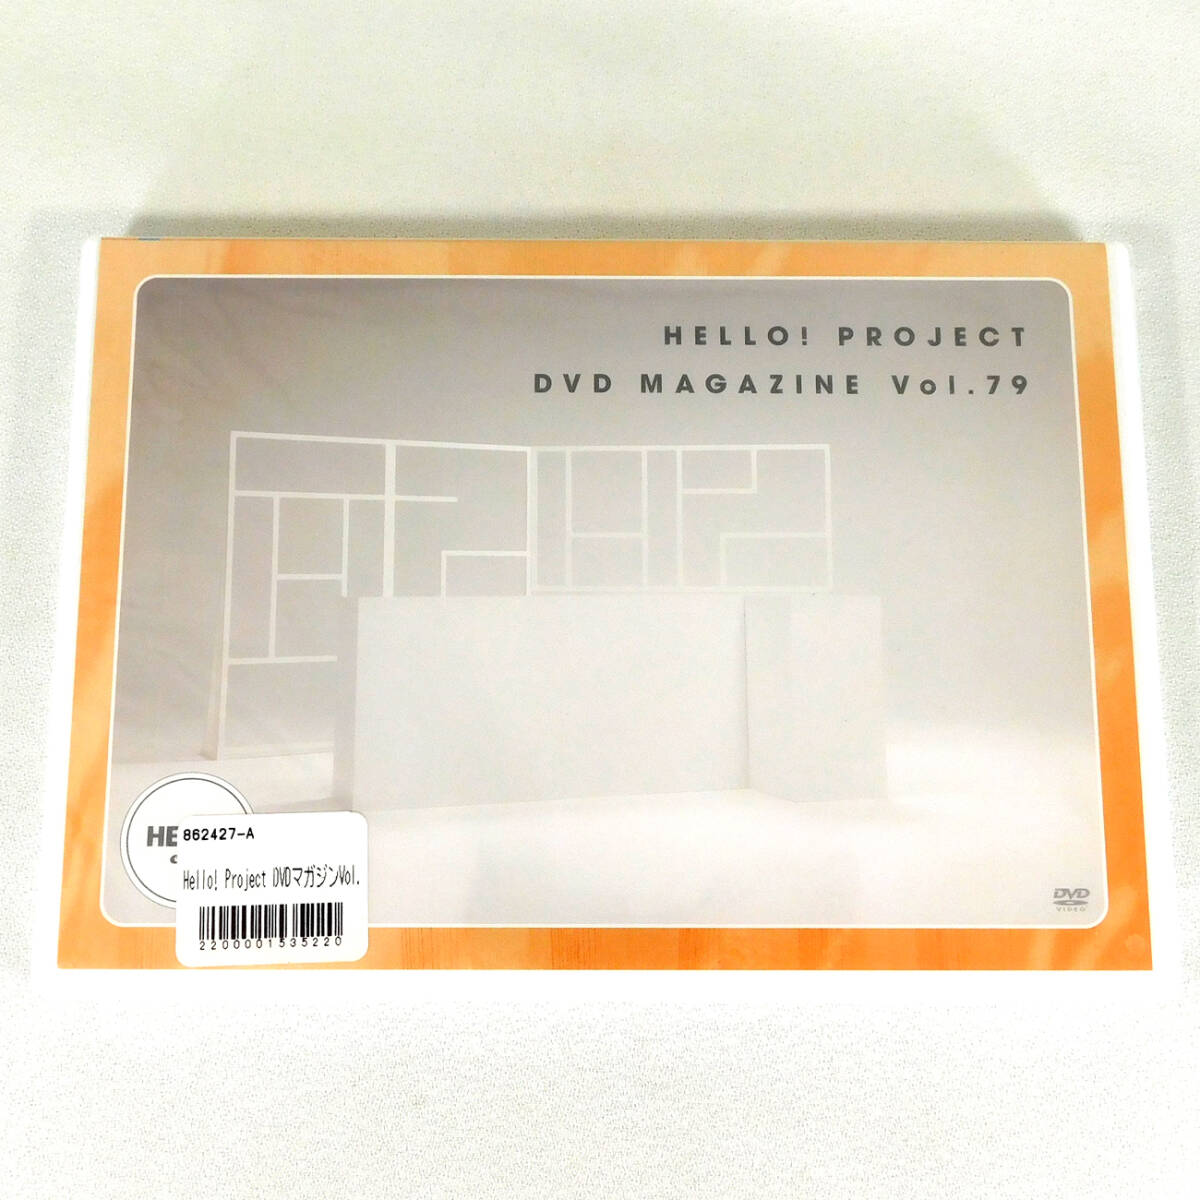 HELLO! PROJECT
DVD MAGAZINE Vol.79
862427-A
Hello! Project DVDマガジンVol.
2200001535220
DVD
VIDEO